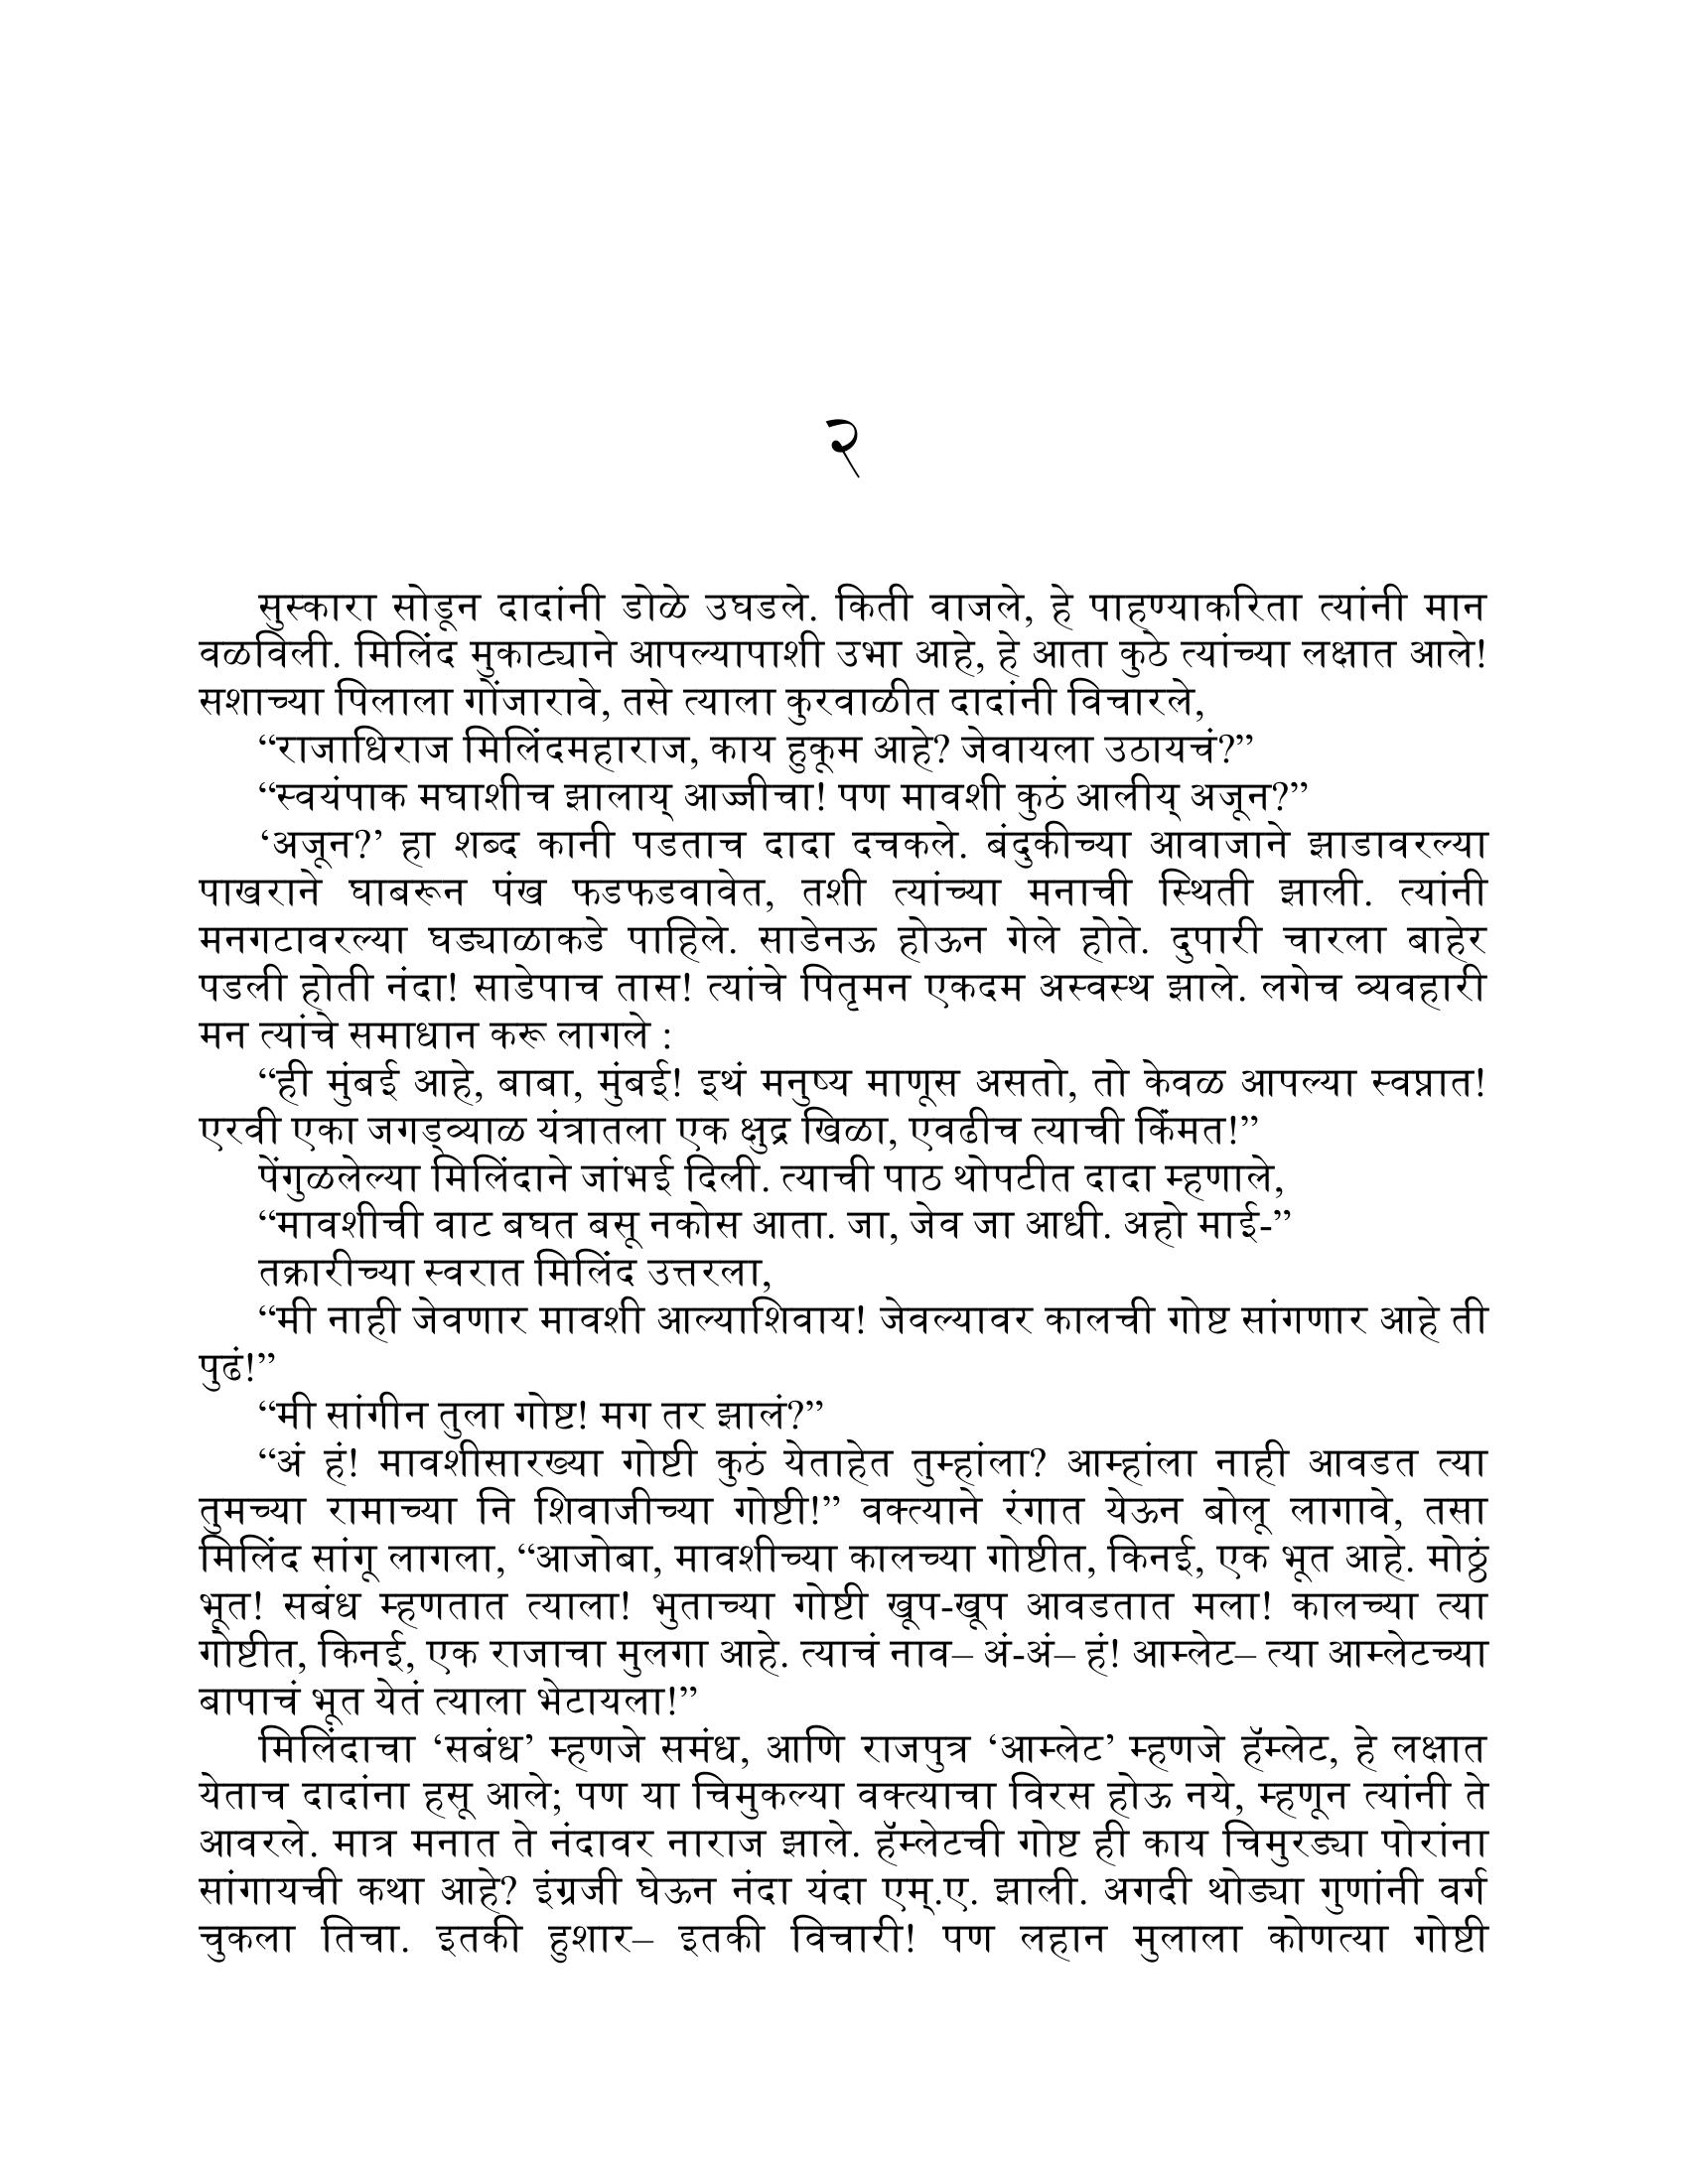 २
सुस्कारा सोडून दादांनी डोळे उघडले. किती वाजले, हे पाहण्याकरिता त्यांनी मान
वळविली. मिलिंद मुकाट्याने आपल्यापाशी उभा आहे, हे आता कुठे त्यांच्या लक्षात आले!
सशाच्या पिलाला गोंजारावे, तसे त्याला कुरवाळीत दादांनी विचारले,
“राजाधिराज मिलिंदमहाराज, काय हुकूम आहे? जेवायला उठायचं?”
“स्वयंपाक मघाशीच झालाय् आज्जीचा! पण मावशी कुठं आलीय् अजून?”
‘अजून?’ हा शब्द कानी पडताच दादा दचकले. बंदुकीच्या आवाजाने झाडावरल्या
पाखराने घाबरून पंख फडफडवावेत, तशी त्यांच्या मनाची स्थिती झाली. त्यांनी
मनगटावरल्या घड्याळाकडे पाहिले. साडेनऊ होऊन गेले होते. दुपारी चारला बाहेर
पडली होती नंदा! साडेपाच तास! त्यांचे पितृमन एकदम अस्वस्थ झाले. लगेच व्यवहारी
मन त्यांचे समाधान करू लागले :
“ही मुंबई आहे, बाबा, मुंबई! इथं मनुष्य माणूस असतो, तो केवळ आपल्या स्वप्नात!
एरवी एका जगड्व्याळ यंत्रातला एक क्षुद्र खिळा, एवढीच त्याची किंमत!”
पेंगुळलेल्या मिलिंदाने जांभई दिली. त्याची पाठ थोपटीत दादा म्हणाले,
“मावशीची वाट बघत बसू नकोस आता. जा, जेव जा आधी. अहो माई-”
तक्रारीच्या स्वरात मिलिंद उत्तरला,
“मी नाही जेवणार मावशी आल्याशिवाय! जेवल्यावर कालची गोष्ट सांगणार आहे ती
पुढं!”
“मी सांगीन तुला गोष्ट! मग तर झालं?”
“अं हं! मावशीसारख्या गोष्टी कुठं येताहेत तुम्हांला? आम्हांला नाही आवडत त्या
तुमच्या रामाच्या नि शिवाजीच्या गोष्टी!” वक्त्याने रंगात येऊन बोलू लागावे, तसा
मिलिंद सांगू लागला, “आजोबा, मावशीच्या कालच्या गोष्टीत, किनई, एक भूत आहे. मोठ्ठं
भूत! सबंध म्हणतात त्याला! भुताच्या गोष्टी खूप-खूप आवडतात मला! कालच्या त्या
गोष्टीत, किनई, एक राजाचा मुलगा आहे. त्याचं नाव– अं-अं– हं! आम्लेट– त्या आम्लेटच्या
बापाचं भूत येतं त्याला भेटायला!”
मिलिंदाचा ‘सबंध’ म्हणजे समंध, आणि राजपुत्र ‘आम्लेट’ म्हणजे हॅम्लेट, हे लक्षात
येताच दादांना हसू आले; पण या चिमुकल्या वक्त्याचा विरस होऊ नये, म्हणून त्यांनी ते
आवरले. मात्र मनात ते नंदावर नाराज झाले. हॅम्लेटची गोष्ट ही काय चिमुरड्या पोरांना
सांगायची कथा आहे? इंग्रजी घेऊन नंदा यंदा एम्.ए. झाली. अगदी थोड्या गुणांनी वर्ग
चुकला तिचा. इतकी हुशार– इतकी विचारी! पण लहान मुलाला कोणत्या गोष्टी